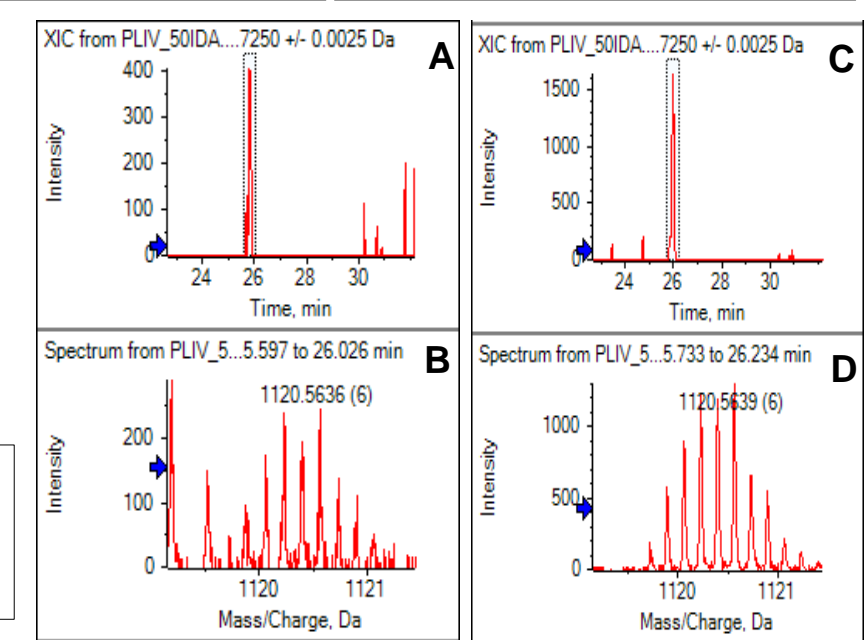 XIC from PLIV_50IDA....7250 +/- 0.0025 Da
A
400
300
200
100
0
Intensity
24 26 28 30
Time, min
Spectrum from PLIV_5...5.597 to 26.026 min
B
1120.5636 (6)
200
100
0
Intensity
1120 1121
Mass/Charge, Da
XIC from PLIV_50IDA....7250 +/- 0.0025 Da
C
1500
1000
500
0
Intensity
24 26 28 30
Time, min
Spectrum from PLIV_5...5.733 to 26.234 min
D
1120.5639 (6)
1000
500
0
Intensity
1120 1121
Mass/Charge, Da